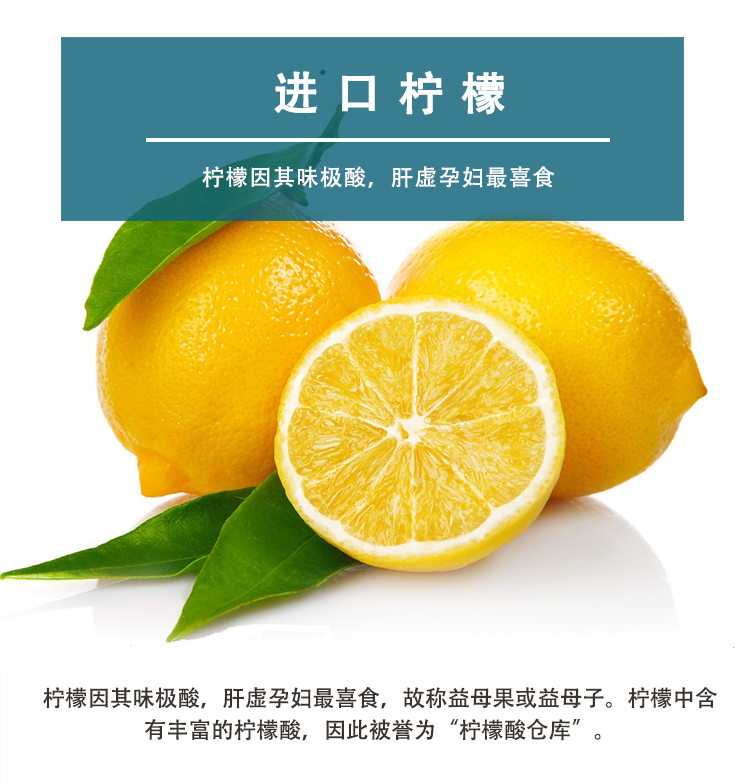 进口柠檬
柠檬因其味极酸，肝虚孕妇最喜食
柠檬因其味极酸，肝虚孕妇最喜食，故称益母果或益母子。柠檬中含
有丰富的柠檬酸，因此被誉为“柠檬酸仓库”。